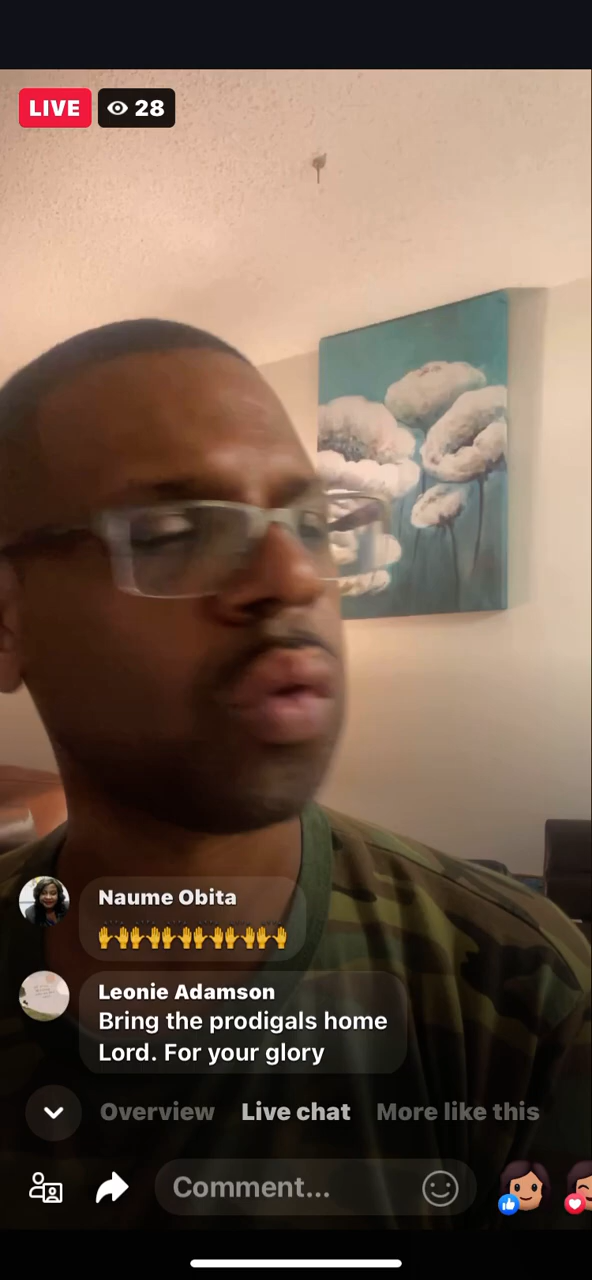 LIVE 28
Naume Obita
🙌🙌🙌🙌🙌🙌
Leonie Adamson
Bring the prodigals home
Lord. For your glory
Overview Live chat More like this
Comment...